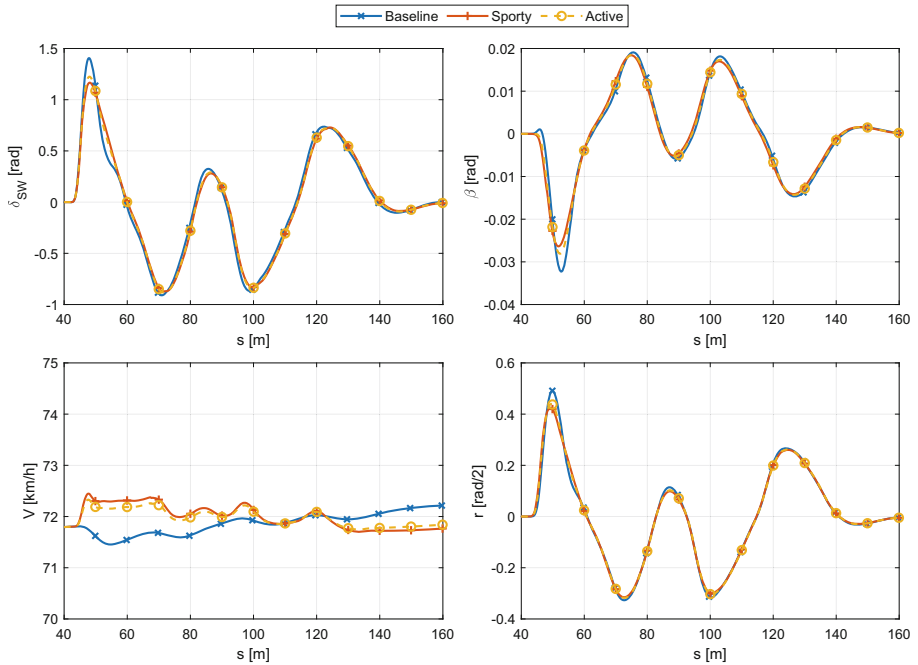 Baseline Sporty Active
1.5
1
0.5
0
-0.5
-1
δSW [rad]
40 60 80 100 120 140 160
s [m]
0.02
0.01
0
-0.01
-0.02
-0.03
-0.04
β [rad]
40 60 80 100 120 140 160
s [m]
75
74
73
72
71
70
V [km/h]
40 60 80 100 120 140 160
s [m]
0.6
0.4
0.2
0
-0.2
-0.4
r [rad/2]
40 60 80 100 120 140 160
s [m]